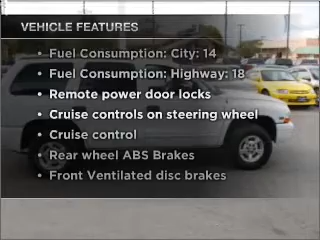 VEHICLE FEATURES
• Fuel Consumption: City: 14
• Fuel Consumption: Highway: 18
• Remote power door locks
• Cruise controls on steering wheel
• Cruise control
• Rear wheel ABS Brakes
• Front Ventilated disc brakes